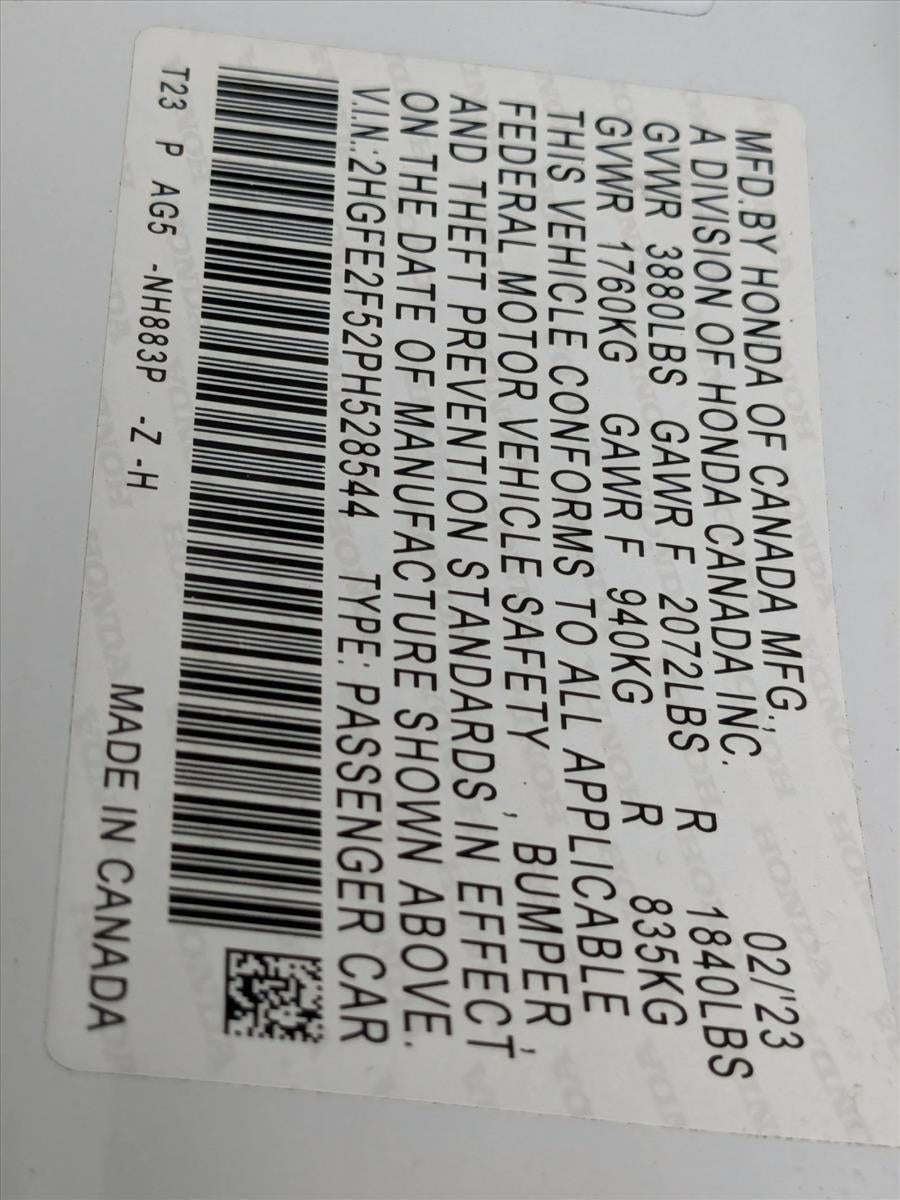 MFD.BY HONDA OF CANADA MFG., 02/'23
A DIVISION OF HONDA CANADA INC.
GVWR 3880LBS GAWR F 2072LBS R 1840LBS
GVWR 1760KG GAWR F 940KG R 835KG
THIS VEHICLE CONFORMS TO ALL APPLICABLE
FEDERAL MOTOR VEHICLE SAFETY , BUMPER ,
AND THEFT PREVENTION STANDARDS IN EFFECT
ON THE DATE OF MANUFACTURE SHOWN ABOVE.
V.I.N.:2HGFE2F52PH528544 TYPE: PASSENGER CAR
T23 P AG5 -NH883P -Z -H MADE IN CANADA